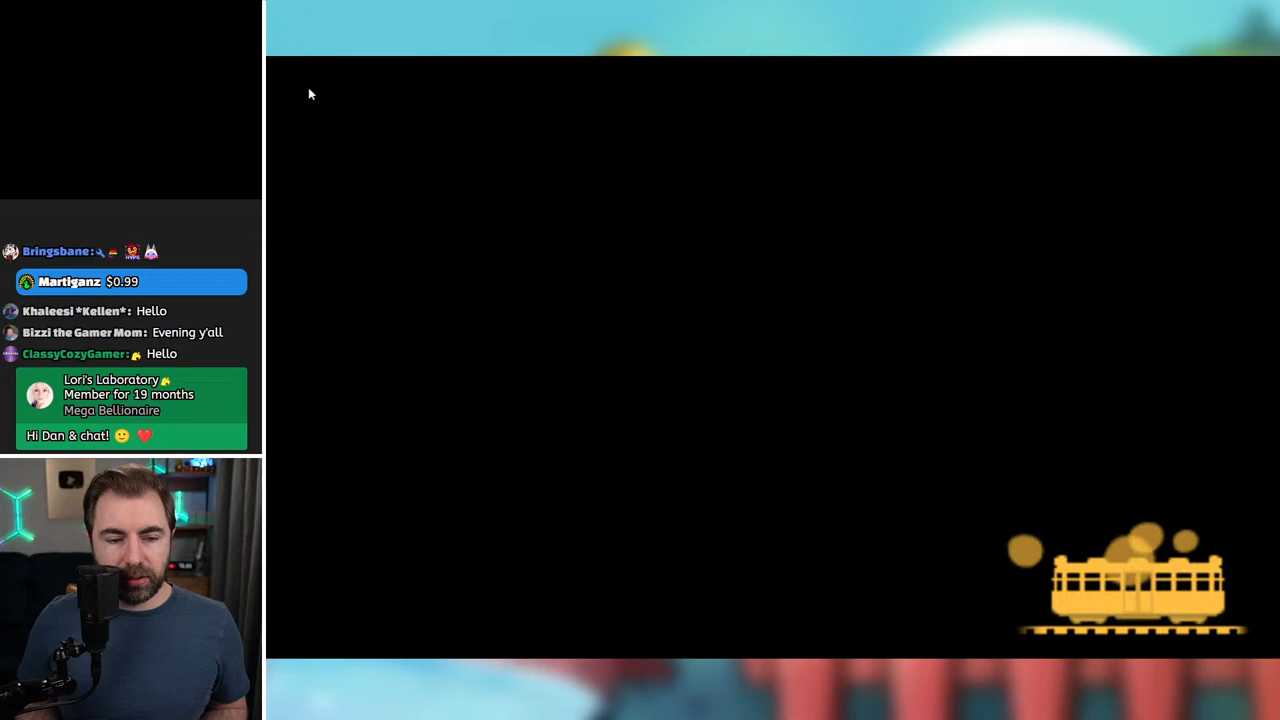 Bringsbane:
Martiganz $0.99
Khaleesi *Kellen*: Hello
Bizzi the Gamer Mom: Evening y'all
ClassyCozyGamer: Hello
Lori's Laboratory
Member for 19 months
Mega Bellionaire
Hi Dan & chat!